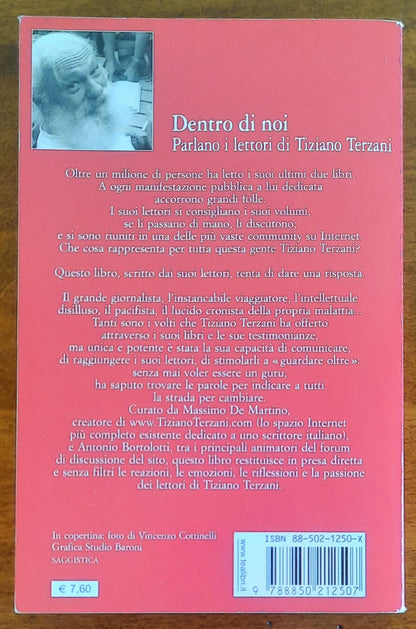 Dentro di noi
Parlano i lettori di Tiziano Terzani
Oltre un milione di persone ha letto i suoi ultimi due libri.
A ogni manifestazione pubblica a lui dedicata
accorrono grandi folle.
I suoi lettori si consigliano i suoi volumi,
se li passano di mano, li discutono;
e si sono riuniti in una delle più vaste community su Internet.
Che cosa rappresenta per tutta questa gente Tiziano Terzani?
Questo libro, scritto dai suoi lettori, tenta di dare una risposta.
Il grande giornalista, l'instancabile viaggiatore, l'intellettuale
disilluso, il pacifista, il lucido cronista della propria malattia...
Tanti sono i volti che Tiziano Terzani ha offerto
attraverso i suoi libri e le sue testimonianze,
ma unica e potente è stata la sua capacità di comunicare,
di raggiungere i suoi lettori, di stimolarli a «guardare oltre»:
senza mai voler essere un guru,
ha saputo trovare le parole per indicare a tutti
la strada per cambiare.
Curato da Massimo De Martino,
creatore di www.TizianoTerzani.com (lo spazio Internet
più completo esistente dedicato a uno scrittore italiano),
e Antonio Bortolotti, tra i principali animatori del forum
di discussione del sito, questo libro restituisce in presa diretta
e senza filtri le reazioni, le emozioni, le riflessioni e la passione
dei lettori di Tiziano Terzani.
In copertina: foto di Vincenzo Cottinelli
Grafica Studio Baroni
SAGGISTICA
€ 7,60
www.tealibri.it
ISBN 88-502-1250-X
9 788850 212507